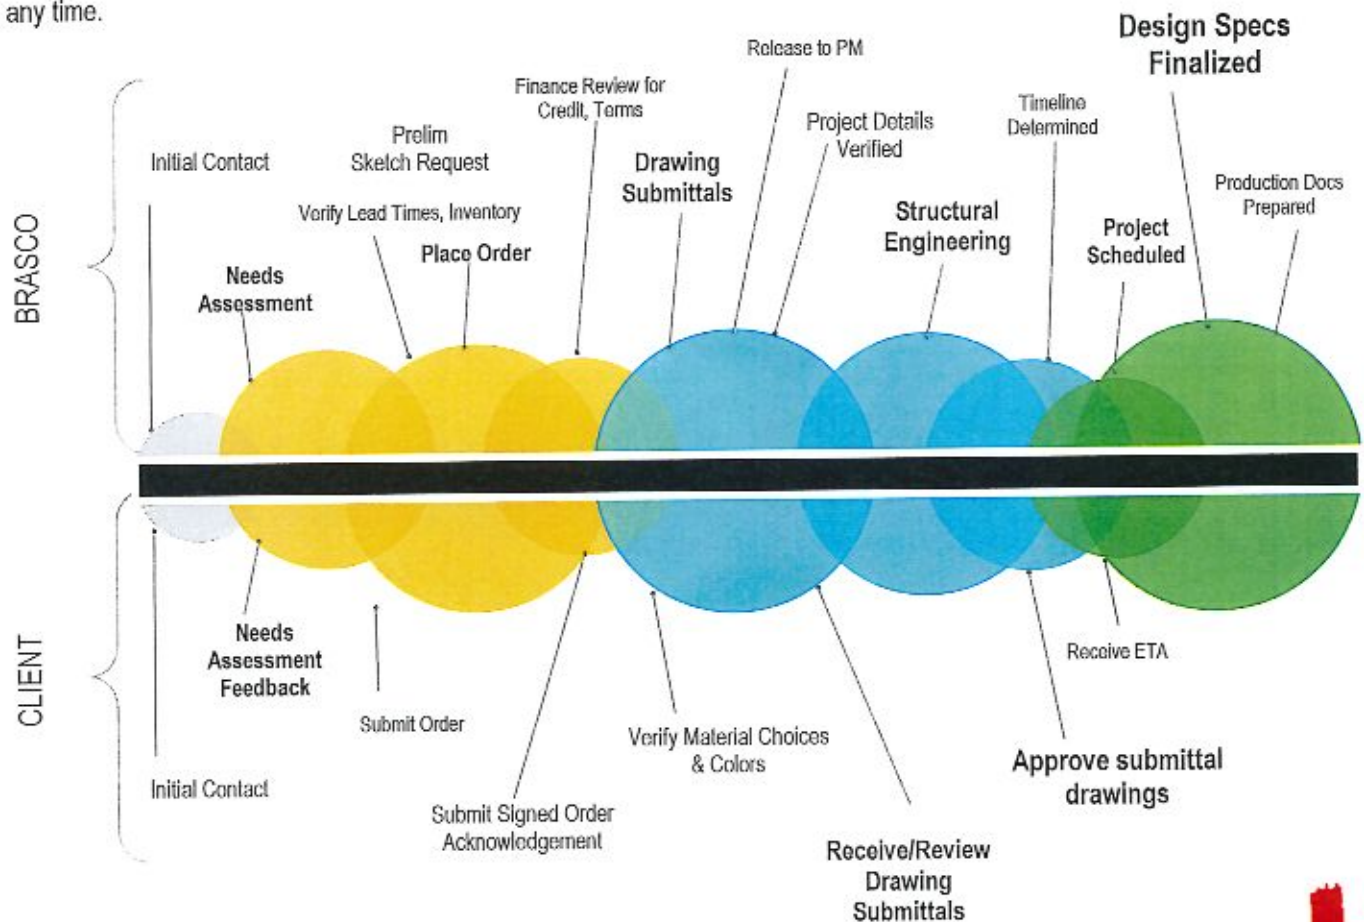 any time.
Design Specs
Finalized
Release to PM
Finance Review for
Credit, Terms
Timeline
Determined
Project Details
Verified
Prelim
Sketch Request
Initial Contact
Drawing
Submittals
Production Docs
Prepared
Verify Lead Times, Inventory
Structural
Engineering
Project
Scheduled
Place Order
Needs
Assessment
BRASCO
CLIENT
Needs
Assessment
Feedback
Receive ETA
Submit Order
Verify Material Choices
& Colors
Approve submittal
drawings
Initial Contact
Submit Signed Order
Acknowledgement
Receive/Review
Drawing
Submittals